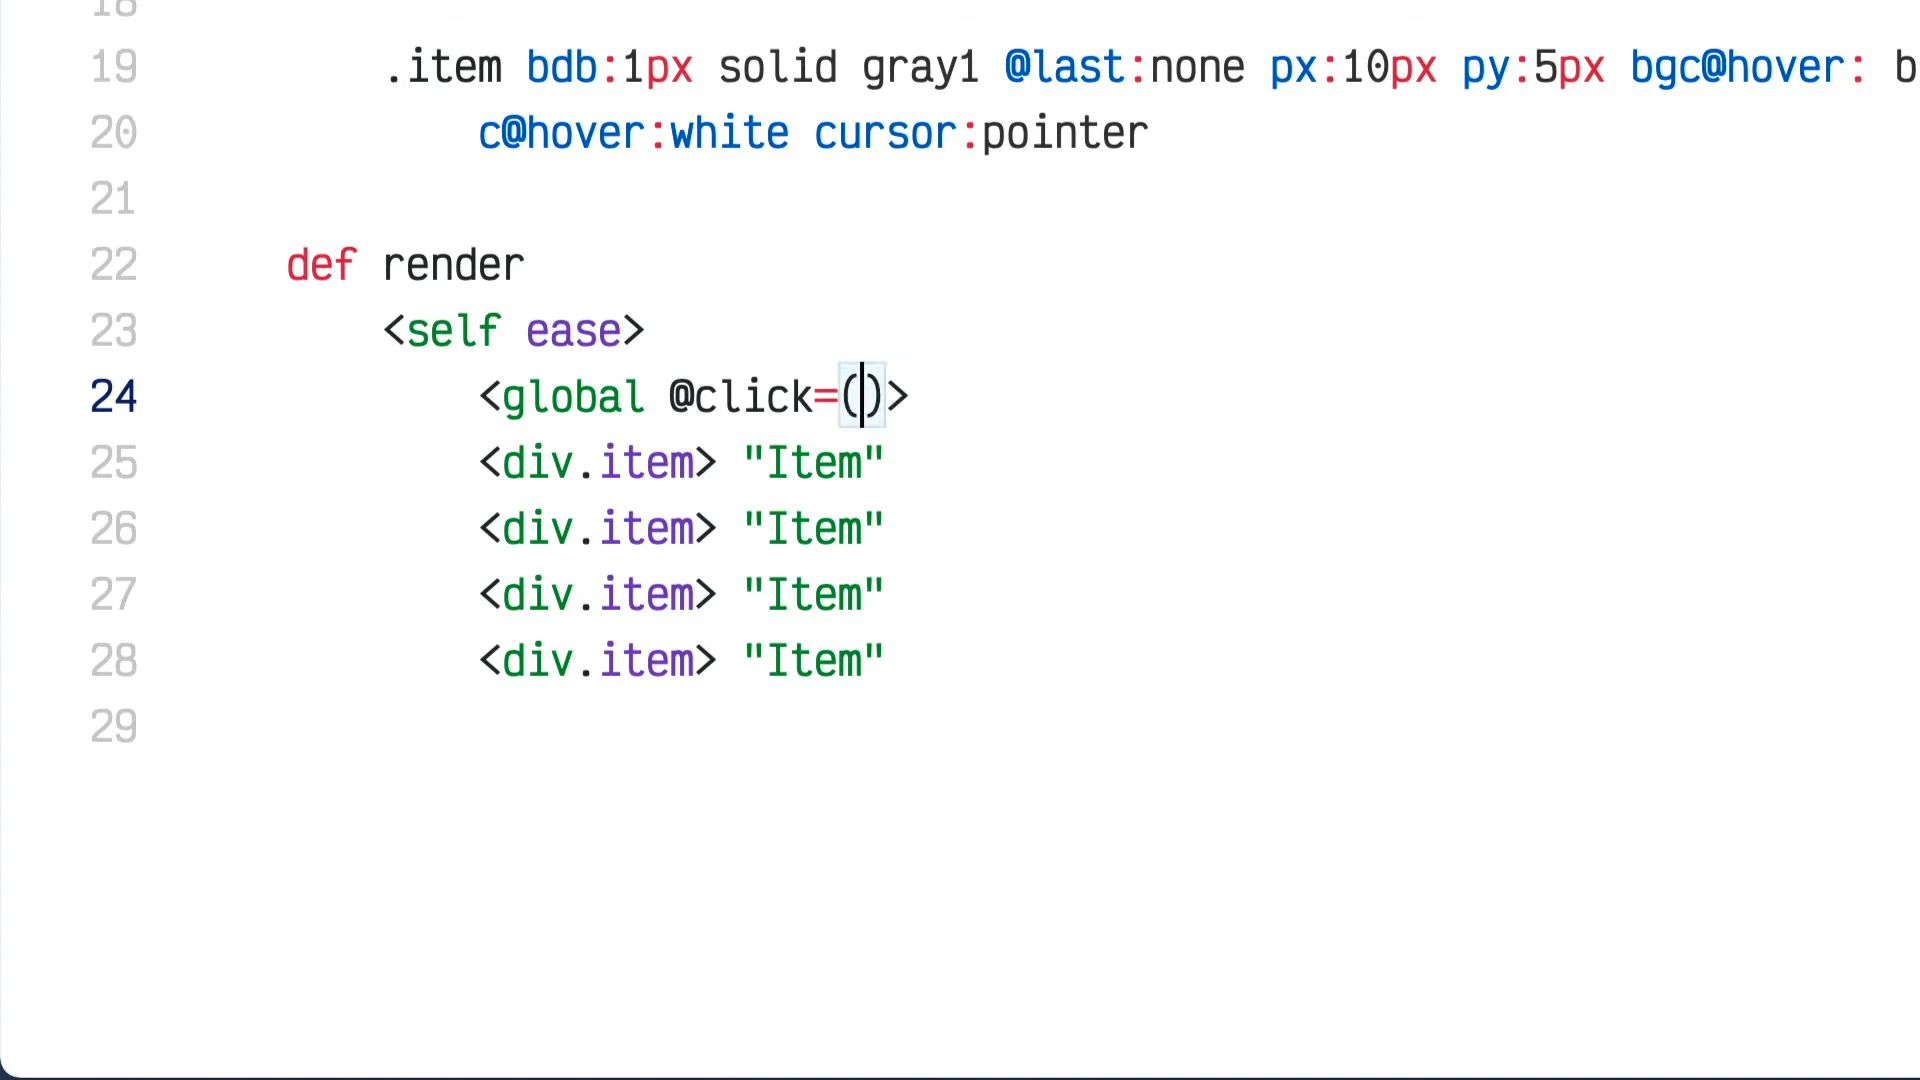 18
19 .item bdb:1px solid gray1 @last:none px:10px py:5px bgc@hover: b
20 c@hover:white cursor:pointer
21
22 def render
23 <self ease>
24 <global @click=()>
25 <div.item> "Item"
26 <div.item> "Item"
27 <div.item> "Item"
28 <div.item> "Item"
29